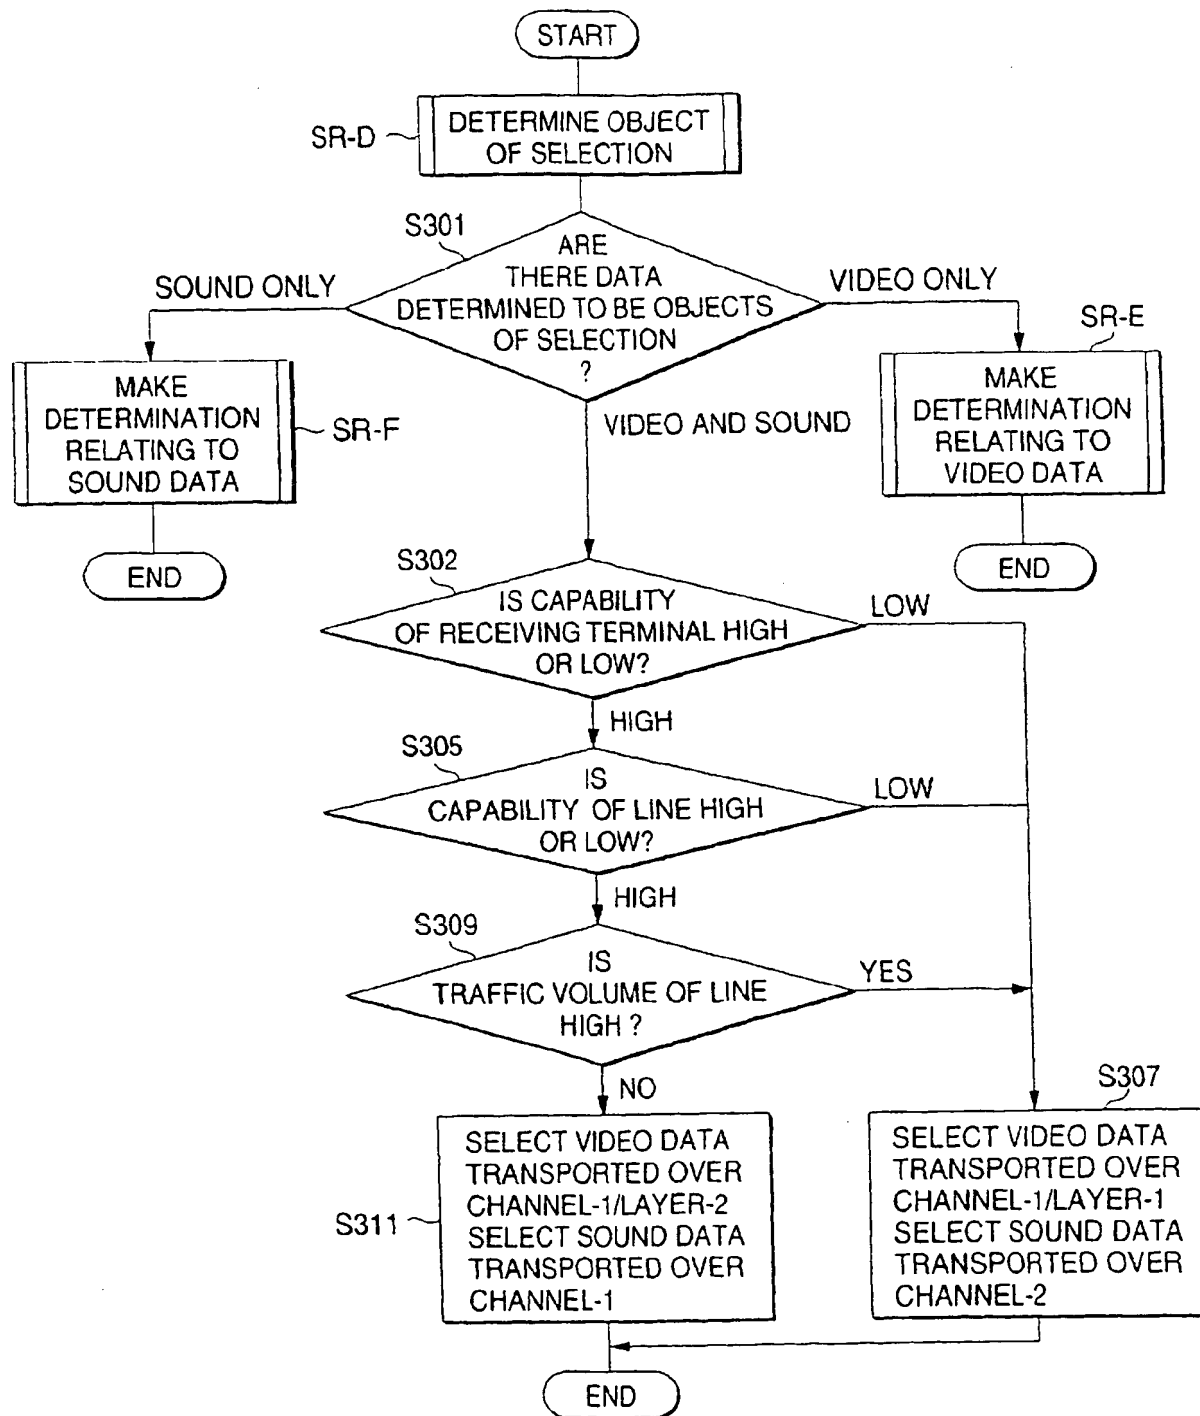 START
SR-D
DETERMINE OBJECT
OF SELECTION
S301
ARE
THERE DATA
DETERMINED TO BE OBJECTS
OF SELECTION
?
SOUND ONLY
VIDEO ONLY
VIDEO AND SOUND
MAKE
DETERMINATION
RELATING TO
SOUND DATA
SR-F
END
SR-E
MAKE
DETERMINATION
RELATING TO
VIDEO DATA
END
S302
IS CAPABILITY
OF RECEIVING TERMINAL HIGH
OR LOW?
LOW
HIGH
S305
IS
CAPABILITY OF LINE HIGH
OR LOW?
LOW
HIGH
S309
IS
TRAFFIC VOLUME OF LINE
HIGH ?
YES
NO
S311
SELECT VIDEO DATA
TRANSPORTED OVER
CHANNEL-1/LAYER-2
SELECT SOUND DATA
TRANSPORTED OVER
CHANNEL-1
S307
SELECT VIDEO DATA
TRANSPORTED OVER
CHANNEL-1/LAYER-1
SELECT SOUND DATA
TRANSPORTED OVER
CHANNEL-2
END